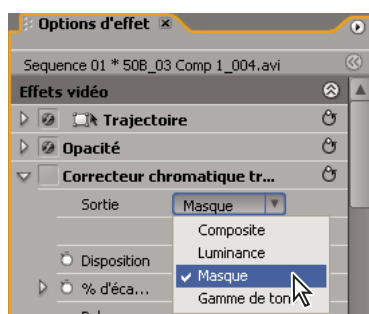 Options d'effet
Sequence 01 * 50B_03 Comp 1_004.avi
Effets vidéo
Trajectoire
Opacité
Correcteur chromatique tr...
Sortie Masque
Composite
Luminance
Disposition
Masque
% d'éca...
Gamme de ton